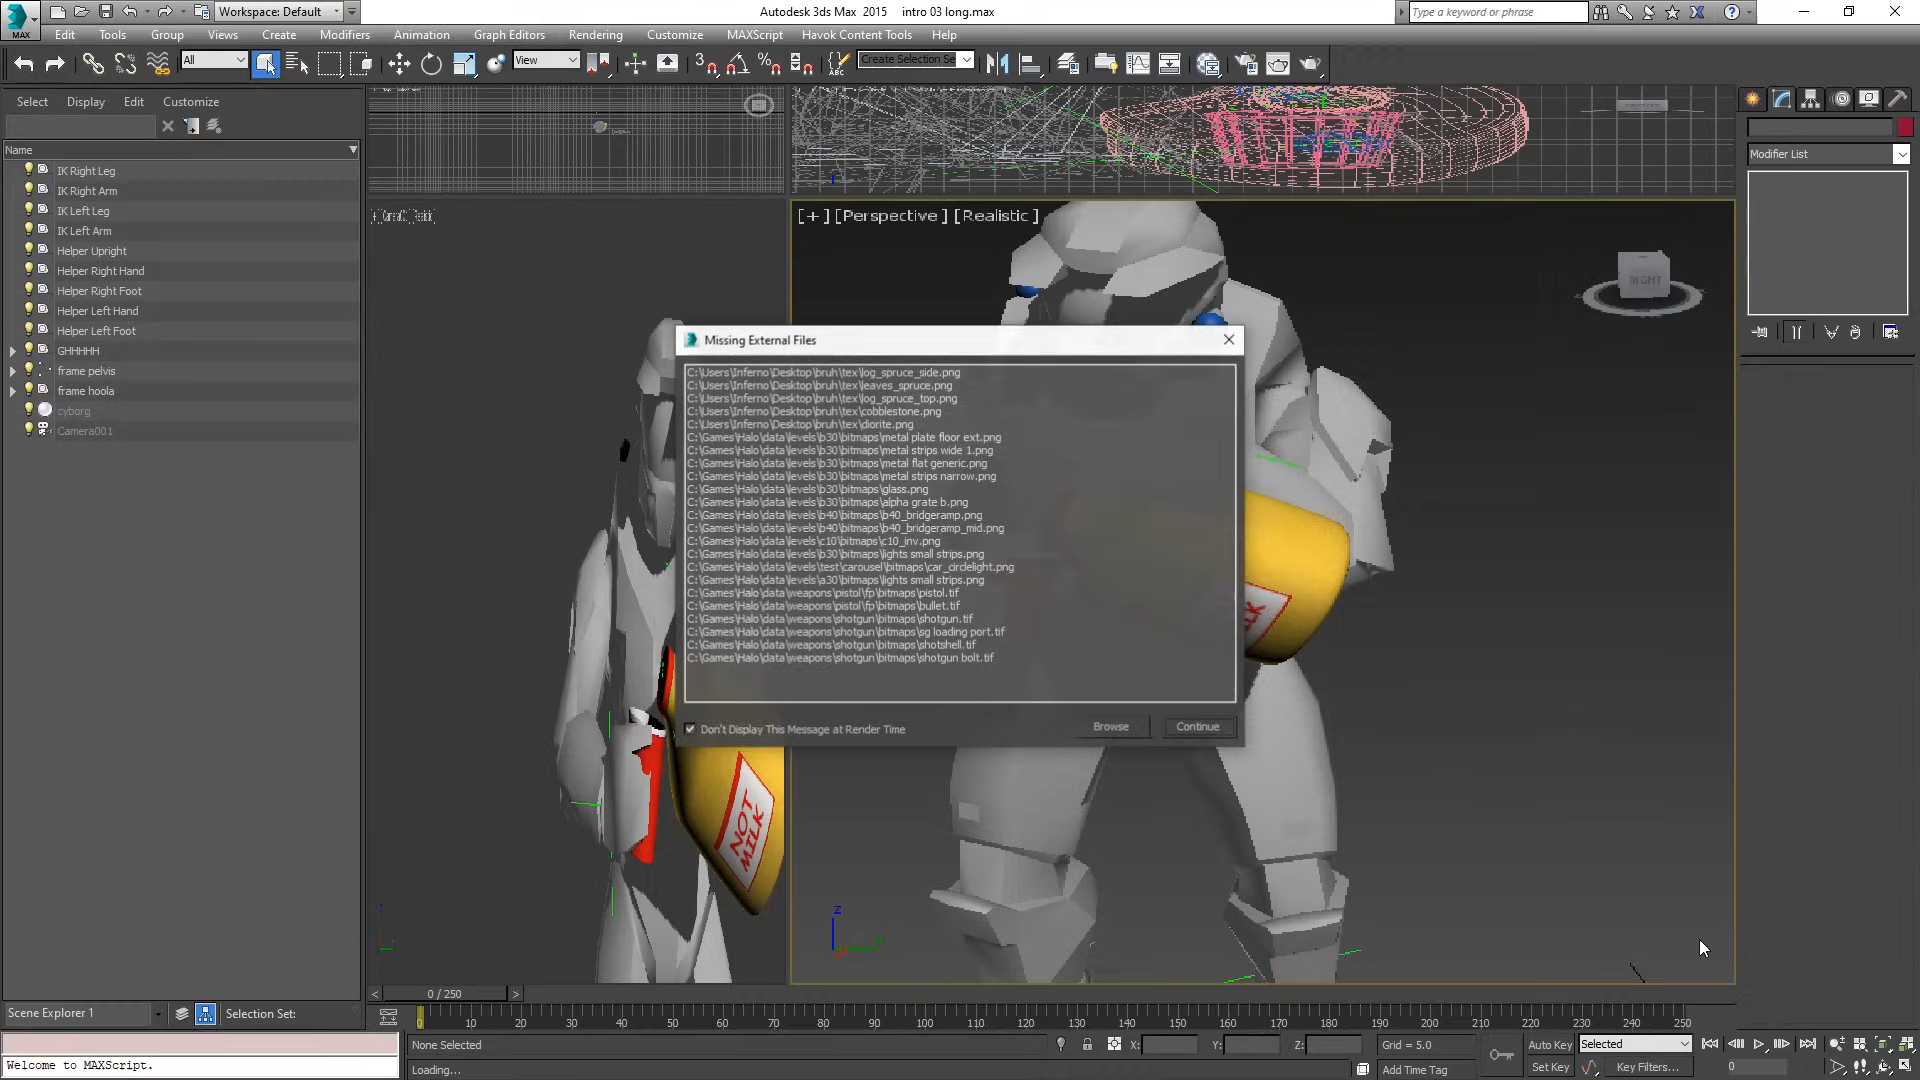 Workspace: Default
Autodesk 3ds Max  2015     intro 03 long.max
Type a keyword or phrase
MAX
Edit
Tools
Group
Views
Create
Modifiers
Animation
Graph Editors
Rendering
Customize
MAXScript
Havok Content Tools
Help
All
View
3
ABC
Create Selection Se
Select
Display
Edit
Customize
Name
IK Right Leg
IK Right Arm
IK Left Leg
IK Left Arm
Helper Upright
Helper Right Hand
Helper Right Foot
Helper Left Hand
Helper Left Foot
GHHHHH
frame pelvis
frame hoola
cyborg
Camera001
[+] [Perspective ] [Realistic ]
RIGHT
Modifier List
Missing External Files
C:\Users\Inferno\Desktop\bruh\tex\log_spruce_side.png
C:\Users\Inferno\Desktop\bruh\tex\leaves_spruce.png
C:\Users\Inferno\Desktop\bruh\tex\log_spruce_top.png
C:\Users\Inferno\Desktop\bruh\tex\cobblestone.png
C:\Users\Inferno\Desktop\bruh\tex\diorite.png
C:\Games\Halo\data\levels\b30\bitmaps\metal plate floor ext.png
C:\Games\Halo\data\levels\b30\bitmaps\metal strips wide 1.png
C:\Games\Halo\data\levels\b30\bitmaps\metal flat generic.png
C:\Games\Halo\data\levels\b30\bitmaps\metal strips narrow.png
C:\Games\Halo\data\levels\b30\bitmaps\glass.png
C:\Games\Halo\data\levels\b30\bitmaps\alpha grate b.png
C:\Games\Halo\data\levels\b40\bitmaps\b40_bridgeramp.png
C:\Games\Halo\data\levels\b40\bitmaps\b40_bridgeramp_mid.png
C:\Games\Halo\data\levels\c10\bitmaps\c10_inv.png
C:\Games\Halo\data\levels\b30\bitmaps\lights small strips.png
C:\Games\Halo\data\levels\test\carousel\bitmaps\car_circlelight.png
C:\Games\Halo\data\levels\a30\bitmaps\lights small strips.png
C:\Games\Halo\data\weapons\pistol\fp\bitmaps\pistol.tif
C:\Games\Halo\data\weapons\pistol\fp\bitmaps\bullet.tif
C:\Games\Halo\data\weapons\shotgun\bitmaps\shotgun.tif
C:\Games\Halo\data\weapons\shotgun\bitmaps\sg loading port.tif
C:\Games\Halo\data\weapons\shotgun\bitmaps\shotshell.tif
C:\Games\Halo\data\weapons\shotgun\bitmaps\shotgun bolt.tif
Don't Display This Message at Render Time
Browse
Continue
NOT
MILK
LK
z
0 / 250
Scene Explorer 1
Selection Set:
0 10 20 30 40 50 60 70 80 90 100 110 120 130 140 150 160 170 180 190 200 210 220 230 240 250
None Selected
X:
Y:
Z:
Grid = 5.0
Auto Key
Selected
Welcome to MAXScript.
Loading...
Add Time Tag
Set Key
Key Filters...
0